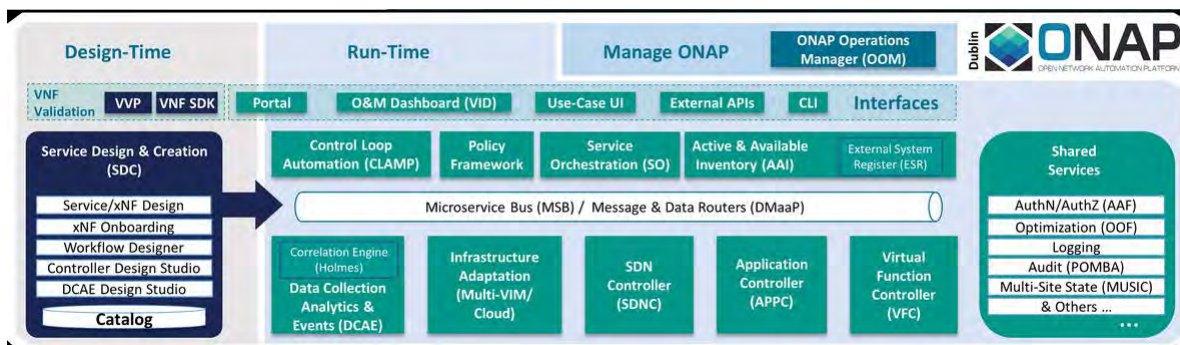 Design-Time
Run-Time
Manage ONAP
ONAP Operations
Manager (OOM)
Dublin
ONAP
OPEN NETWORK AUTOMATION PLATFORM
VNF
Validation
VVP
VNF SDK
Portal
O&M Dashboard (VID)
Use-Case UI
External APIs
CLI
Interfaces
Service Design & Creation
(SDC)
Service/xNF Design
xNF Onboarding
Workflow Designer
Controller Design Studio
DCAE Design Studio
Catalog
Control Loop
Automation (CLAMP)
Policy
Framework
Service
Orchestration (SO)
Active & Available
Inventory (AAI)
External System
Register (ESR)
Microservice Bus (MSB) / Message & Data Routers (DMaaP)
Correlation Engine
(Holmes)
Data Collection
Analytics &
Events (DCAE)
Infrastructure
Adaptation
(Multi-VIM/
Cloud)
SDN
Controller
(SDNC)
Application
Controller
(APPC)
Virtual
Function
Controller
(VFC)
Shared
Services
AuthN/AuthZ (AAF)
Optimization (OOF)
Logging
Audit (POMBA)
Multi-Site State (MUSIC)
& Others ...
...